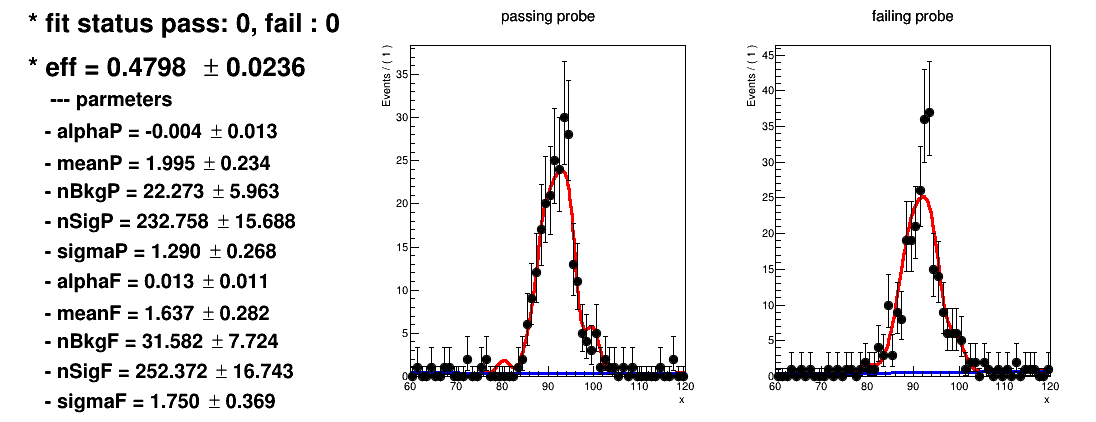 * fit status pass: 0, fail : 0
* eff = 0.4798 ± 0.0236
--- parmeters
- alphaP = -0.004 ± 0.013
- meanP = 1.995 ± 0.234
- nBkgP = 22.273 ± 5.963
- nSigP = 232.758 ± 15.688
- sigmaP = 1.290 ± 0.268
- alphaF = 0.013 ± 0.011
- meanF = 1.637 ± 0.282
- nBkgF = 31.582 ± 7.724
- nSigF = 252.372 ± 16.743
- sigmaF = 1.750 ± 0.369
passing probe
Events / ( 1 )
35
30
25
20
15
10
5
0
60 70 80 90 100 110 120
x
failing probe
Events / ( 1 )
45
40
35
30
25
20
15
10
5
0
60 70 80 90 100 110 120
x